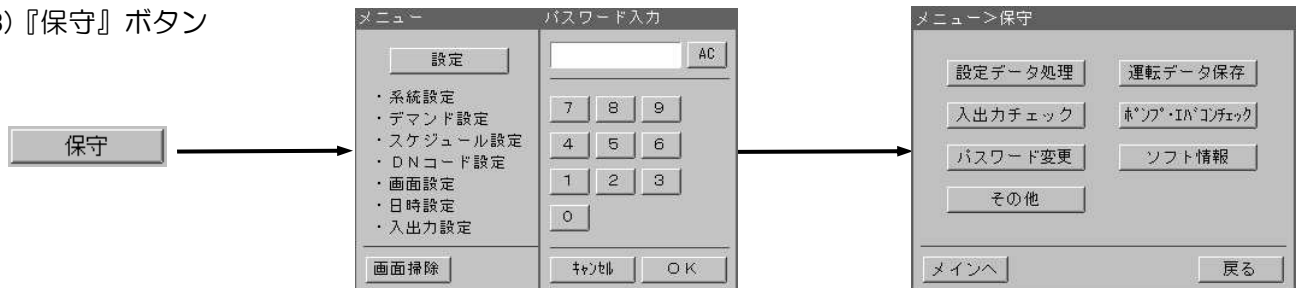 )『保守』ボタン
保守
メニュー
設定
・系統設定
・デマンド設定
・スケジュール設定
・DNコード設定
・画面設定
・日時設定
・入出力設定
画面掃除
パスワード入力
AC
7 8 9
4 5 6
1 2 3
0
ｷｬﾝｾﾙ OK
メニュー>保守
設定データ処理 運転データ保存
入出力チェック ﾎﾟﾝﾌﾟ・ｴﾊﾞｺﾝﾁｪｯｸ
パスワード変更 ソフト情報
その他
メインへ 戻る